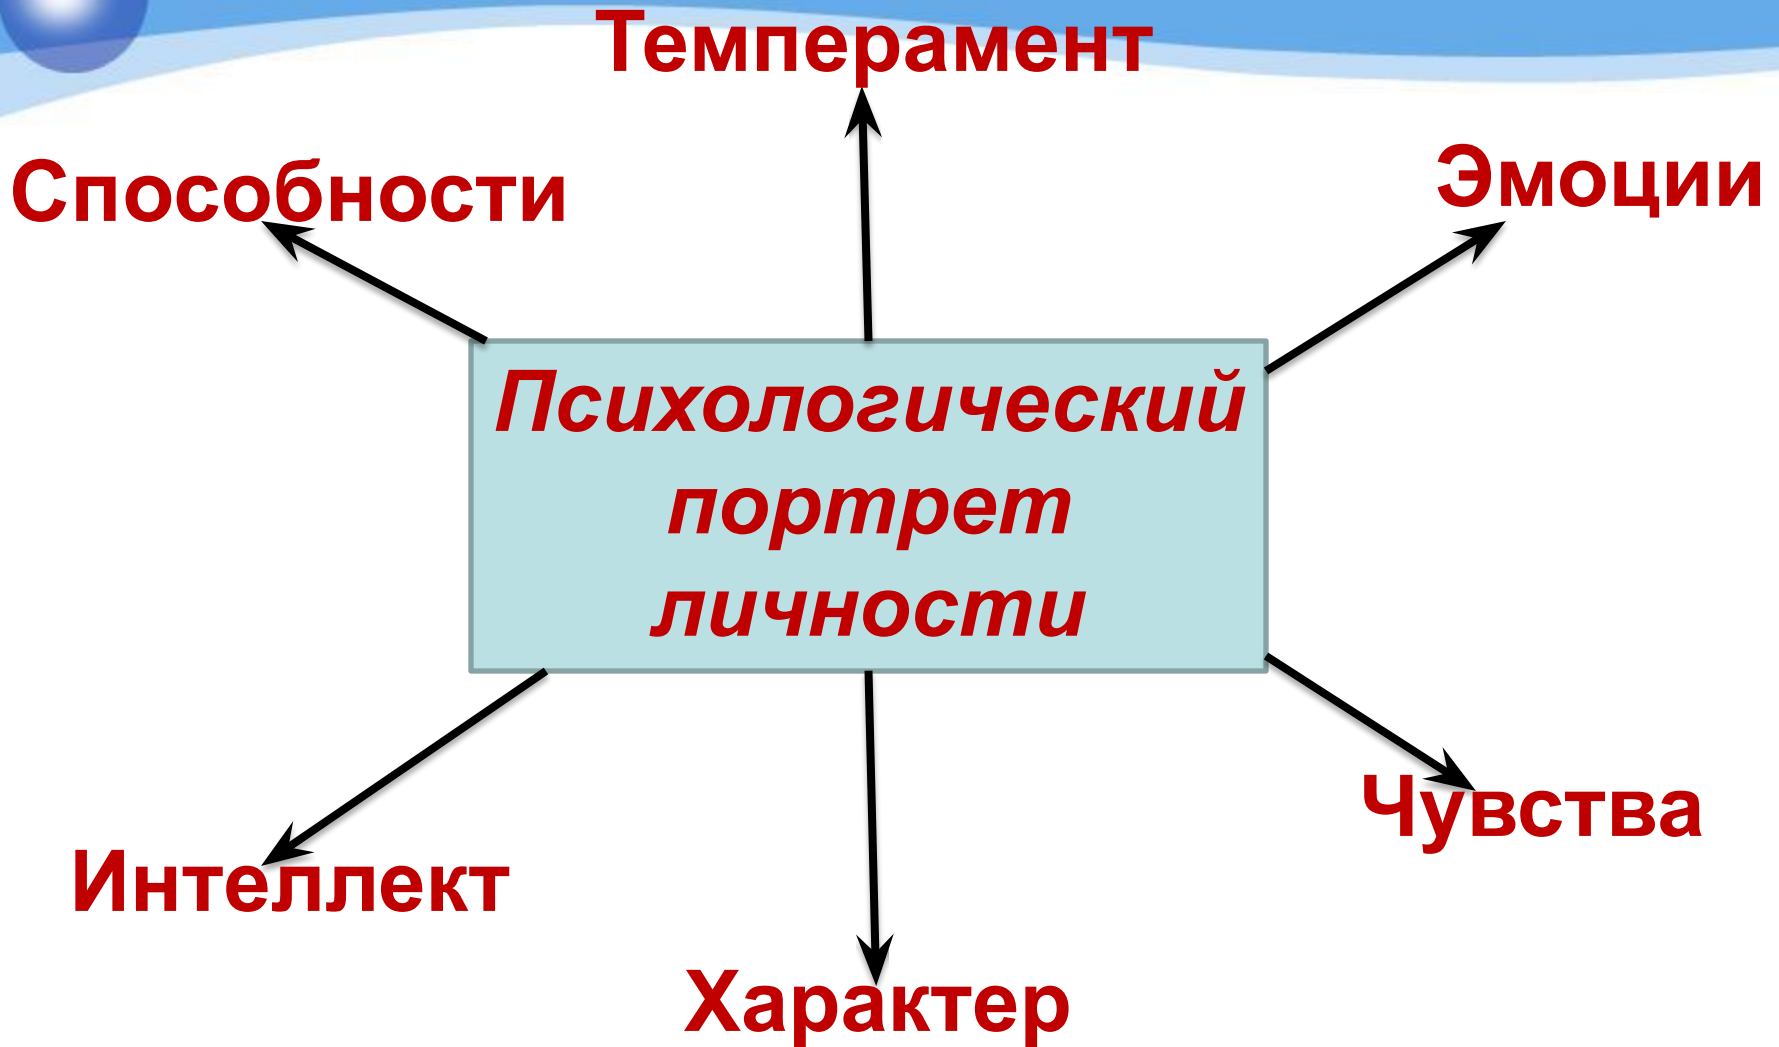 Темперамент
Способности
Эмоции
Психологический
портрет
личности
Чувства
Интеллект
Характер